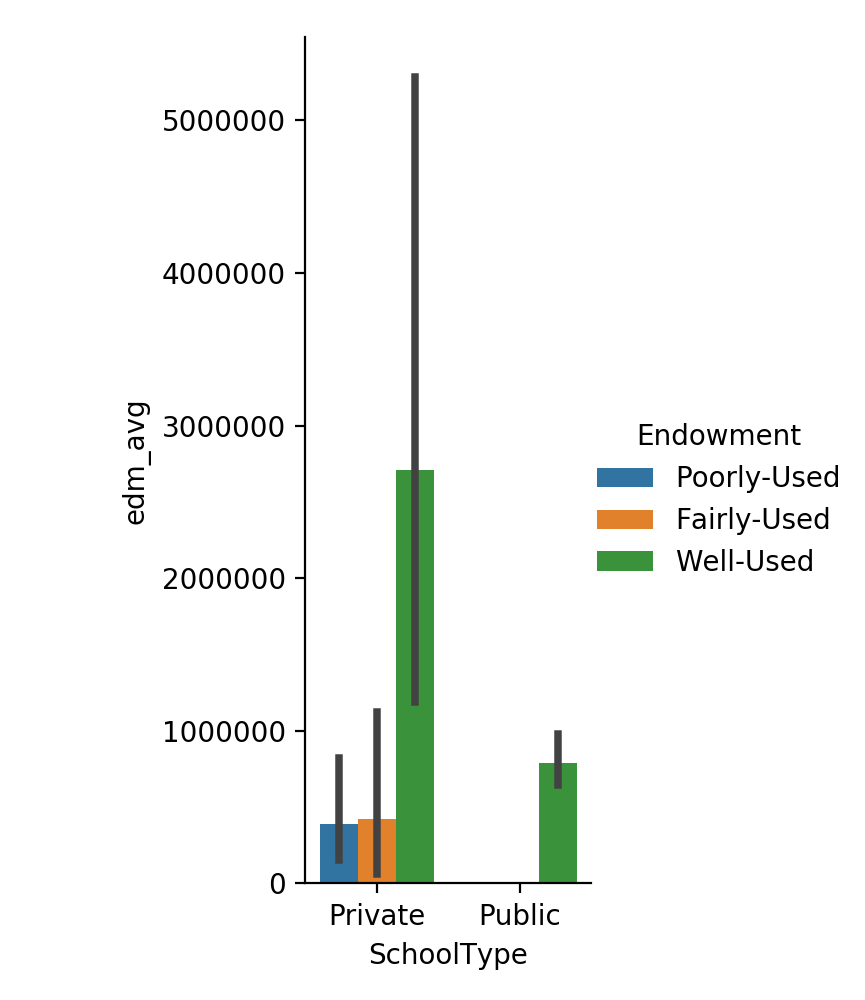 5000000
4000000
3000000
2000000
1000000
0
edm_avg
Private
Public
SchoolType
Endowment
Poorly-Used
Fairly-Used
Well-Used